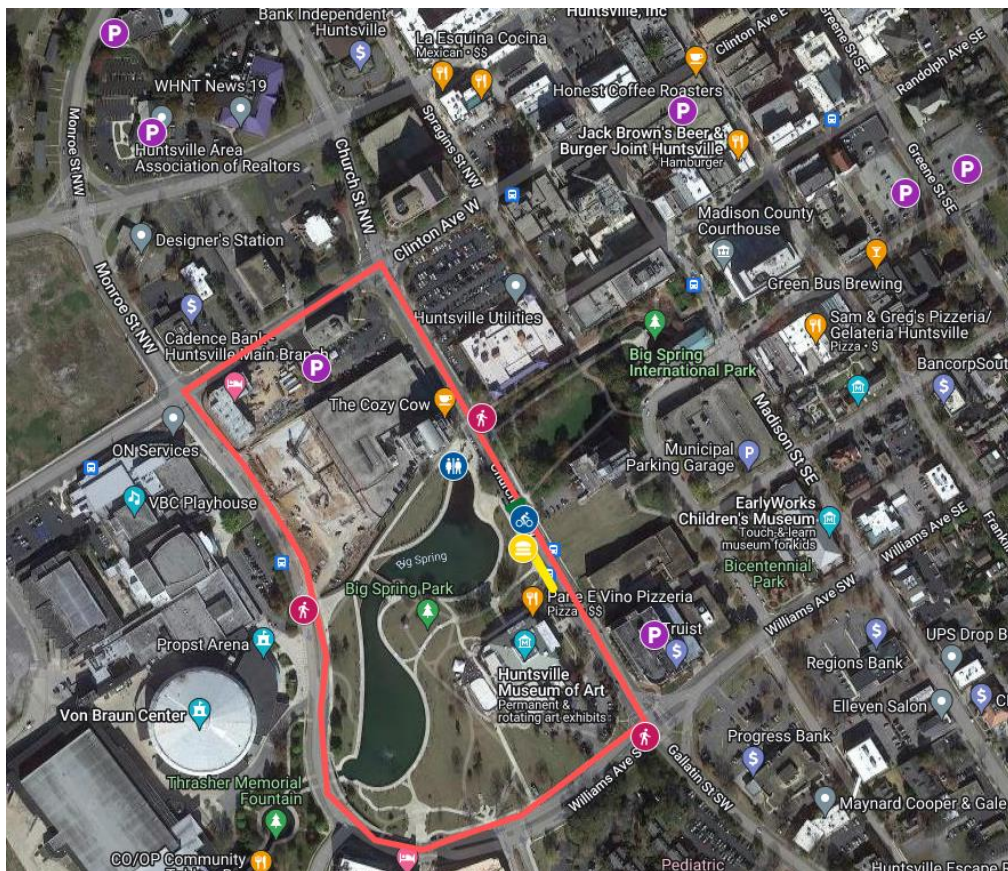 Bank Independent
Huntsville
Huntsville, Inc
Clinton Ave E
Greene St SE
Randolph Ave SE
La Esquina Cocina
Mexican • $$
P
WHNT News 19
Honest Coffee Roasters
Monroe St NW
P
P
Huntsville Area
Association of Realtors
Church St NW
Spragins St NW
Jack Brown's Beer &
Burger Joint Huntsville
Hamburger
P
P
Greene St SE
Clinton Ave W
Madison County
Courthouse
Designer's Station
Green Bus Brewing
Monroe St NW
Huntsville Utilities
Cadence Bank -
Huntsville Main Branch
P
Sam & Greg's Pizzeria/
Gelateria Huntsville
Pizza • $
Big Spring
International Park
BancorpSou
The Cozy Cow
Madison St SE
ON Services
Municipal
Parking Garage
P
VBC Playhouse
Church
EarlyWorks
Children's Museum
Touch & learn
museum for kids
Williams Ave SE
Bicentennial
Park
Big Spring
Big Spring Park
Pane E Vino Pizzeria
Pizza • $$
Williams Ave SW
Propst Arena
P
Truist
UPS Drop B
Regions Bank
Huntsville
Museum of Art
Permanent &
rotating art exhibits
Von Braun Center
Elleven Salon
Progress Bank
Gallatin St SW
Thrasher Memorial
Fountain
Williams Ave S
Maynard Cooper & Gale
CO/OP Community
Pediatric
Huntsville Escape R